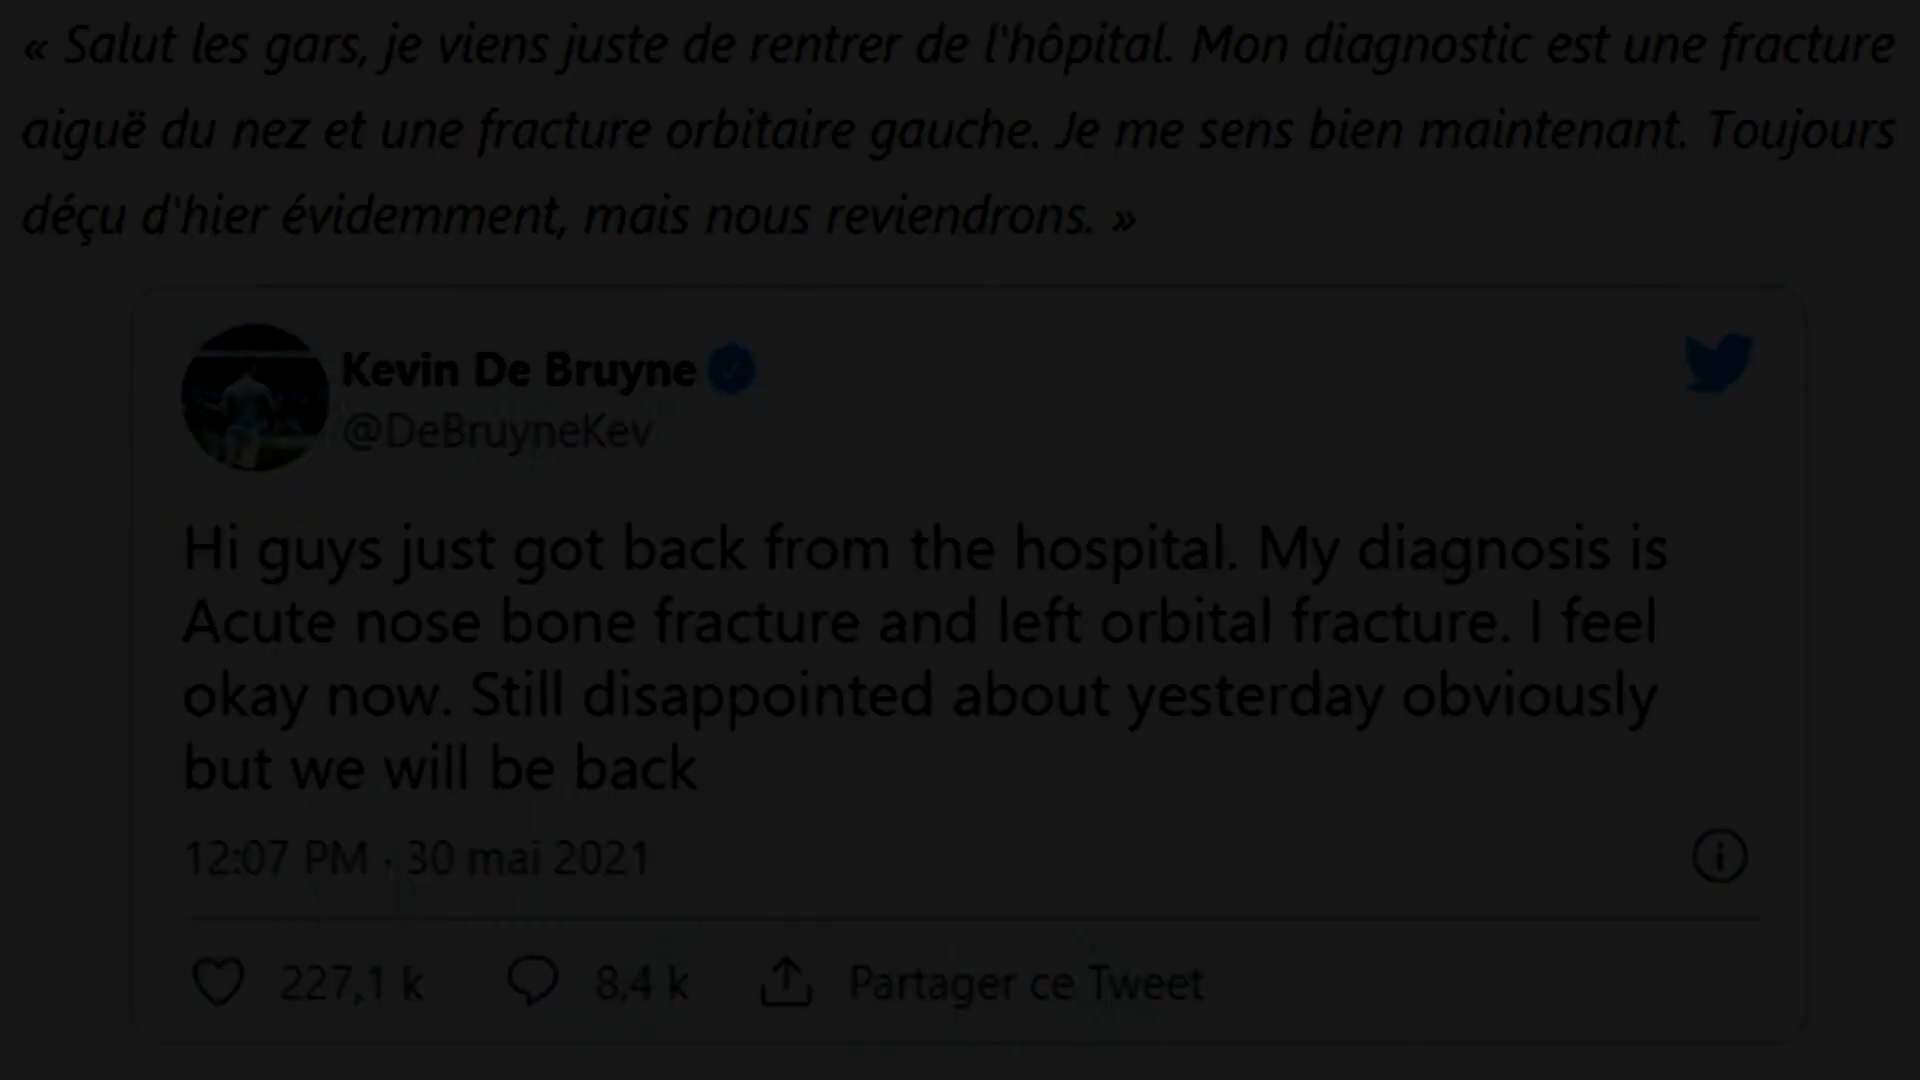 « Salut les gars, je viens juste de rentrer de l'hôpital. Mon diagnostic est une fracture
aiguë du nez et une fracture orbitaire gauche. Je me sens bien maintenant. Toujours
déçu d'hier évidemment, mais nous reviendrons. »
Kevin De Bruyne
@DeBruyneKev
Hi guys just got back from the hospital. My diagnosis is
Acute nose bone fracture and left orbital fracture. I feel
okay now. Still disappointed about yesterday obviously
but we will be back
12:07 PM · 30 mai 2021
227,1 k 8,4 k Partager ce Tweet